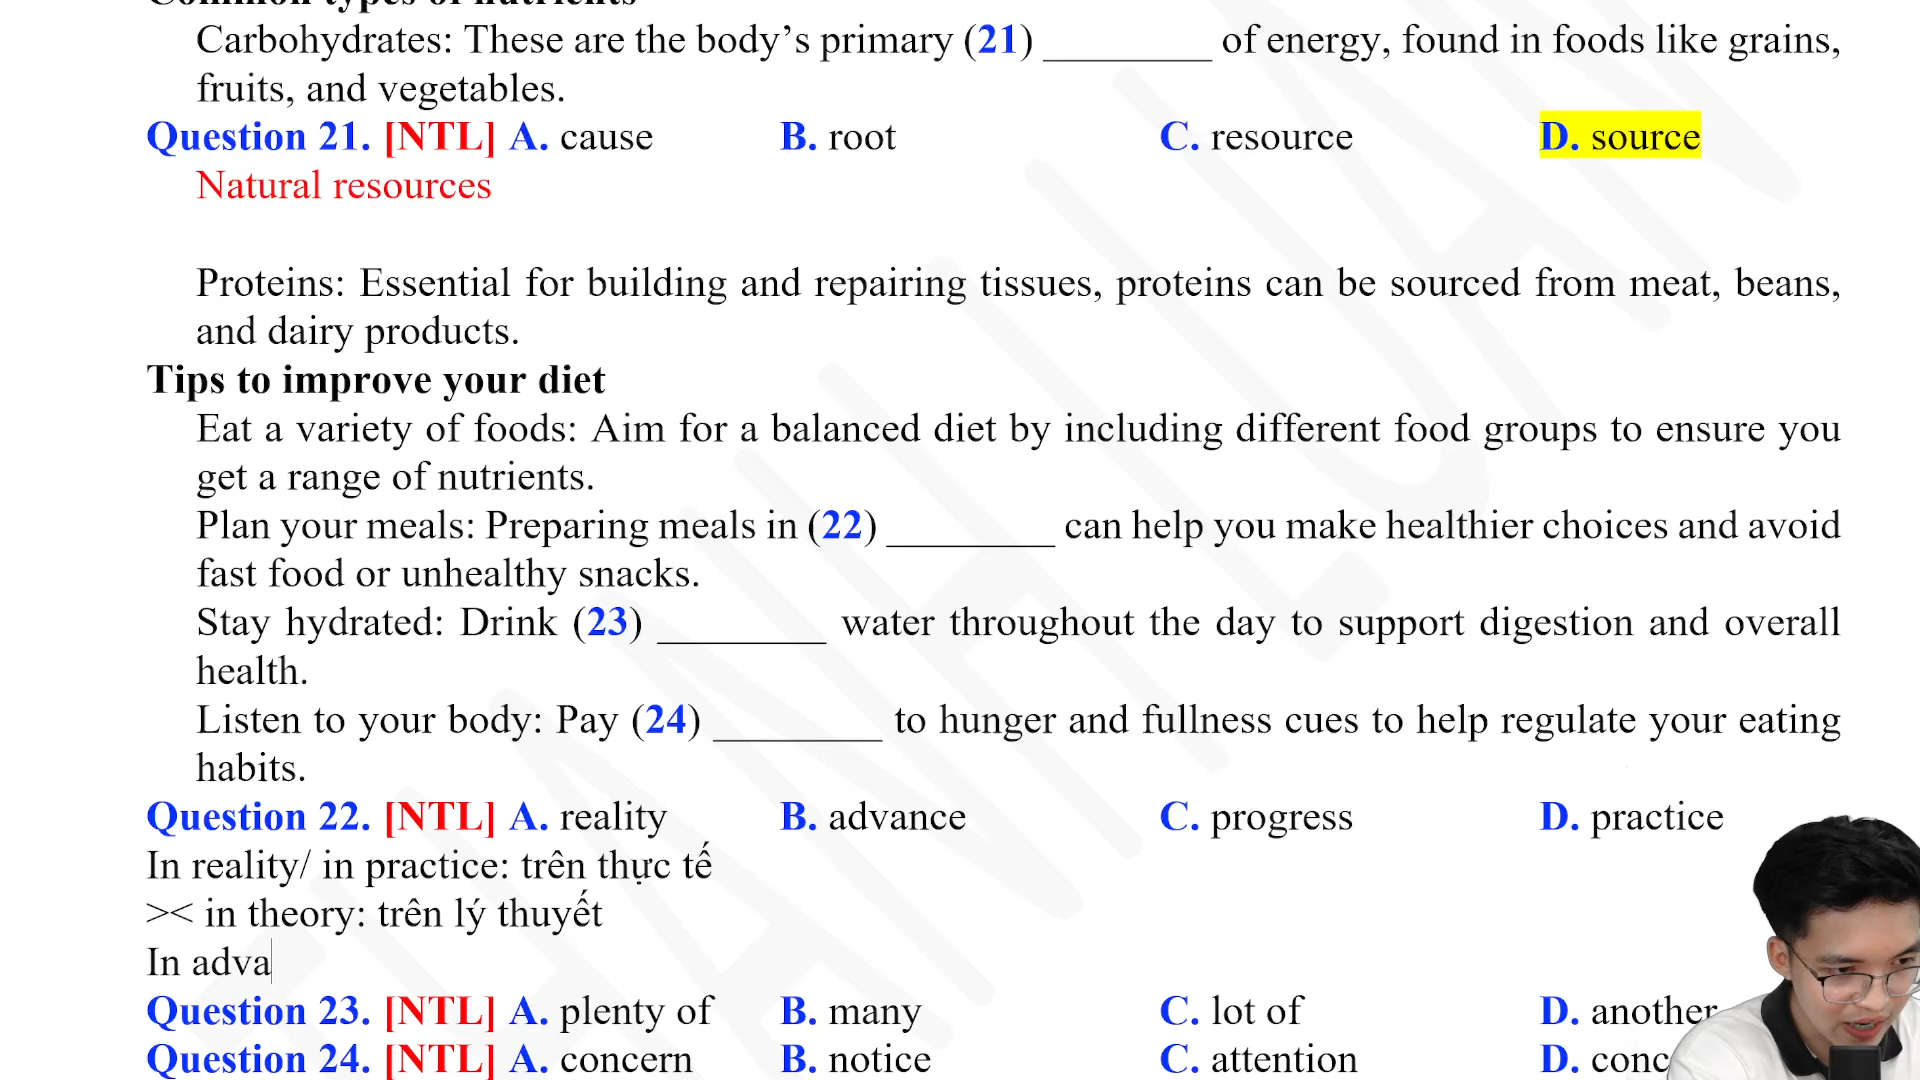 Common types of nutrients
Carbohydrates: These are the body’s primary (21) ________ of energy, found in foods like grains,
fruits, and vegetables.
Question 21. [NTL] A. cause B. root C. resource D. source
Natural resources
Proteins: Essential for building and repairing tissues, proteins can be sourced from meat, beans,
and dairy products.
Tips to improve your diet
Eat a variety of foods: Aim for a balanced diet by including different food groups to ensure you
get a range of nutrients.
Plan your meals: Preparing meals in (22) ________ can help you make healthier choices and avoid
fast food or unhealthy snacks.
Stay hydrated: Drink (23) ________ water throughout the day to support digestion and overall
health.
Listen to your body: Pay (24) ________ to hunger and fullness cues to help regulate your eating
habits.
Question 22. [NTL] A. reality B. advance C. progress D. practice
In reality/ in practice: trên thực tế
>< in theory: trên lý thuyết
In adva
Question 23. [NTL] A. plenty of B. many C. lot of D. another
Question 24. [NTL] A. concern B. notice C. attention D. conc